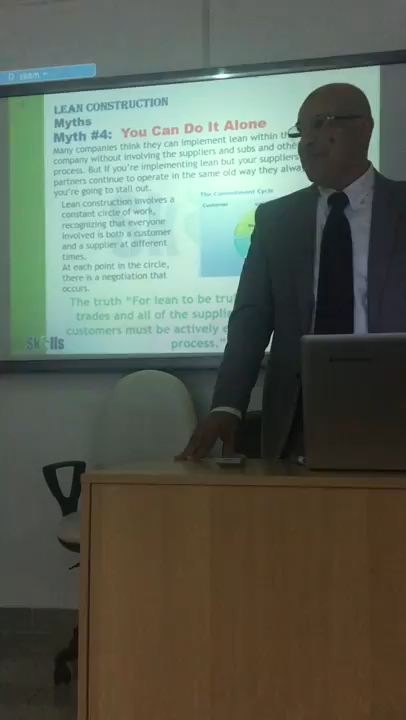 LEAN CONSTRUCTION
Myths
Myth #4: You Can Do It Alone
Many companies think they can implement lean within
company without involving the suppliers and subs and
process. But if you're implementing lean but your suppliers
partners continue to operate in the same old way they
you're going to stall out.
The Commitment Cycle
Customer
Lean construction involves a
constant circle of work,
recognizing that everyone
involved is both a customer
and a supplier at different
times.
At each point in the circle,
there is a negotiation that
occurs.
The truth "For lean to be
trades and all of the
customers must be actively
process."
Skills